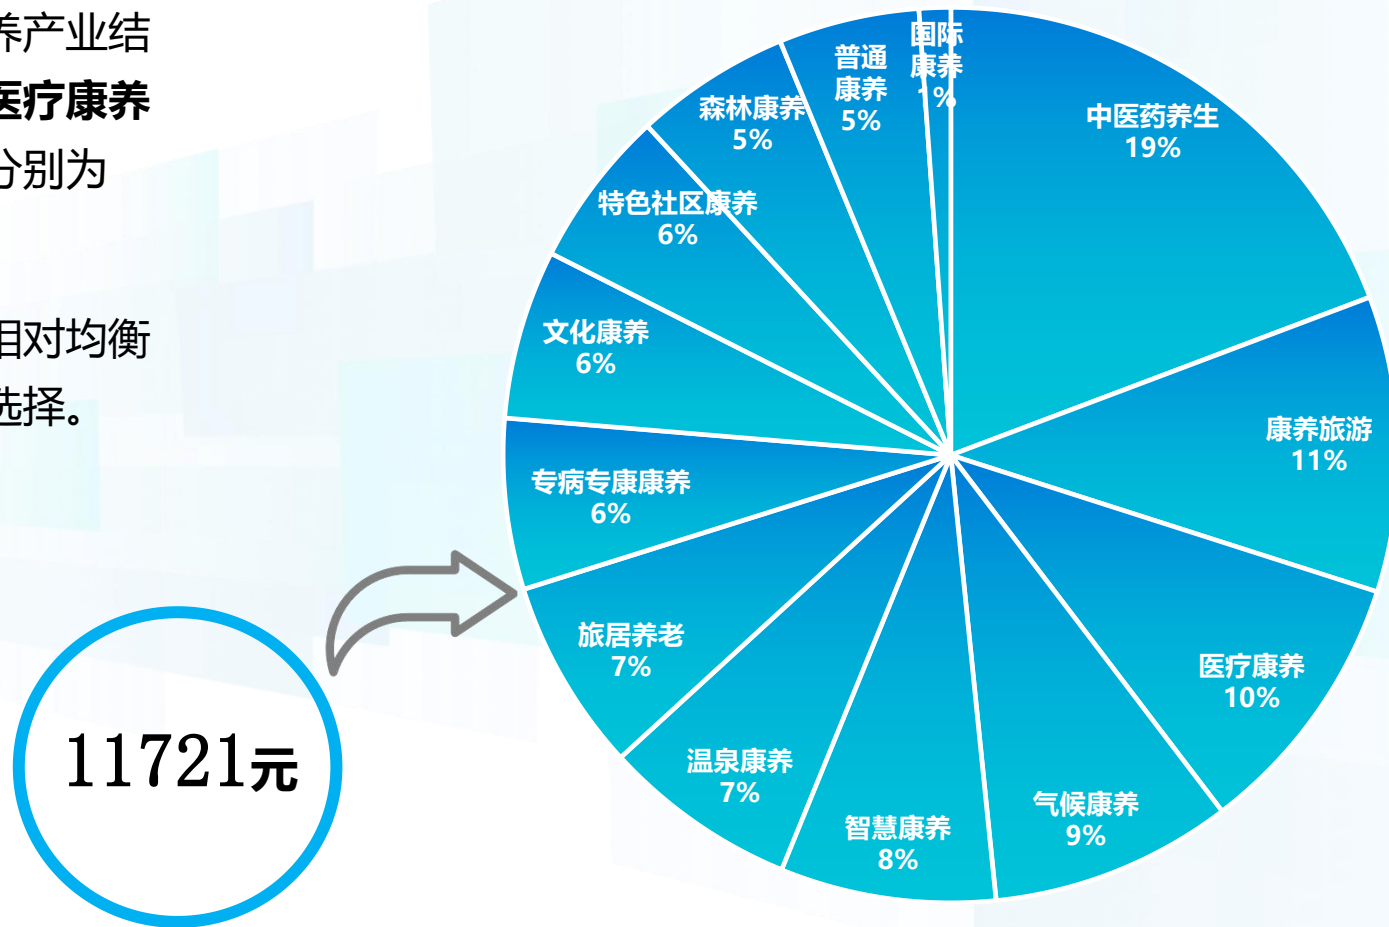 养产业结
医疗康养
分别为
相对均衡
选择。
11721元
国际
康养
1%
普通
康养
5%
森林康养
5%
特色社区康养
6%
文化康养
6%
专病专康康养
6%
旅居养老
7%
温泉康养
7%
智慧康养
8%
气候康养
9%
医疗康养
10%
康养旅游
11%
中医药养生
19%